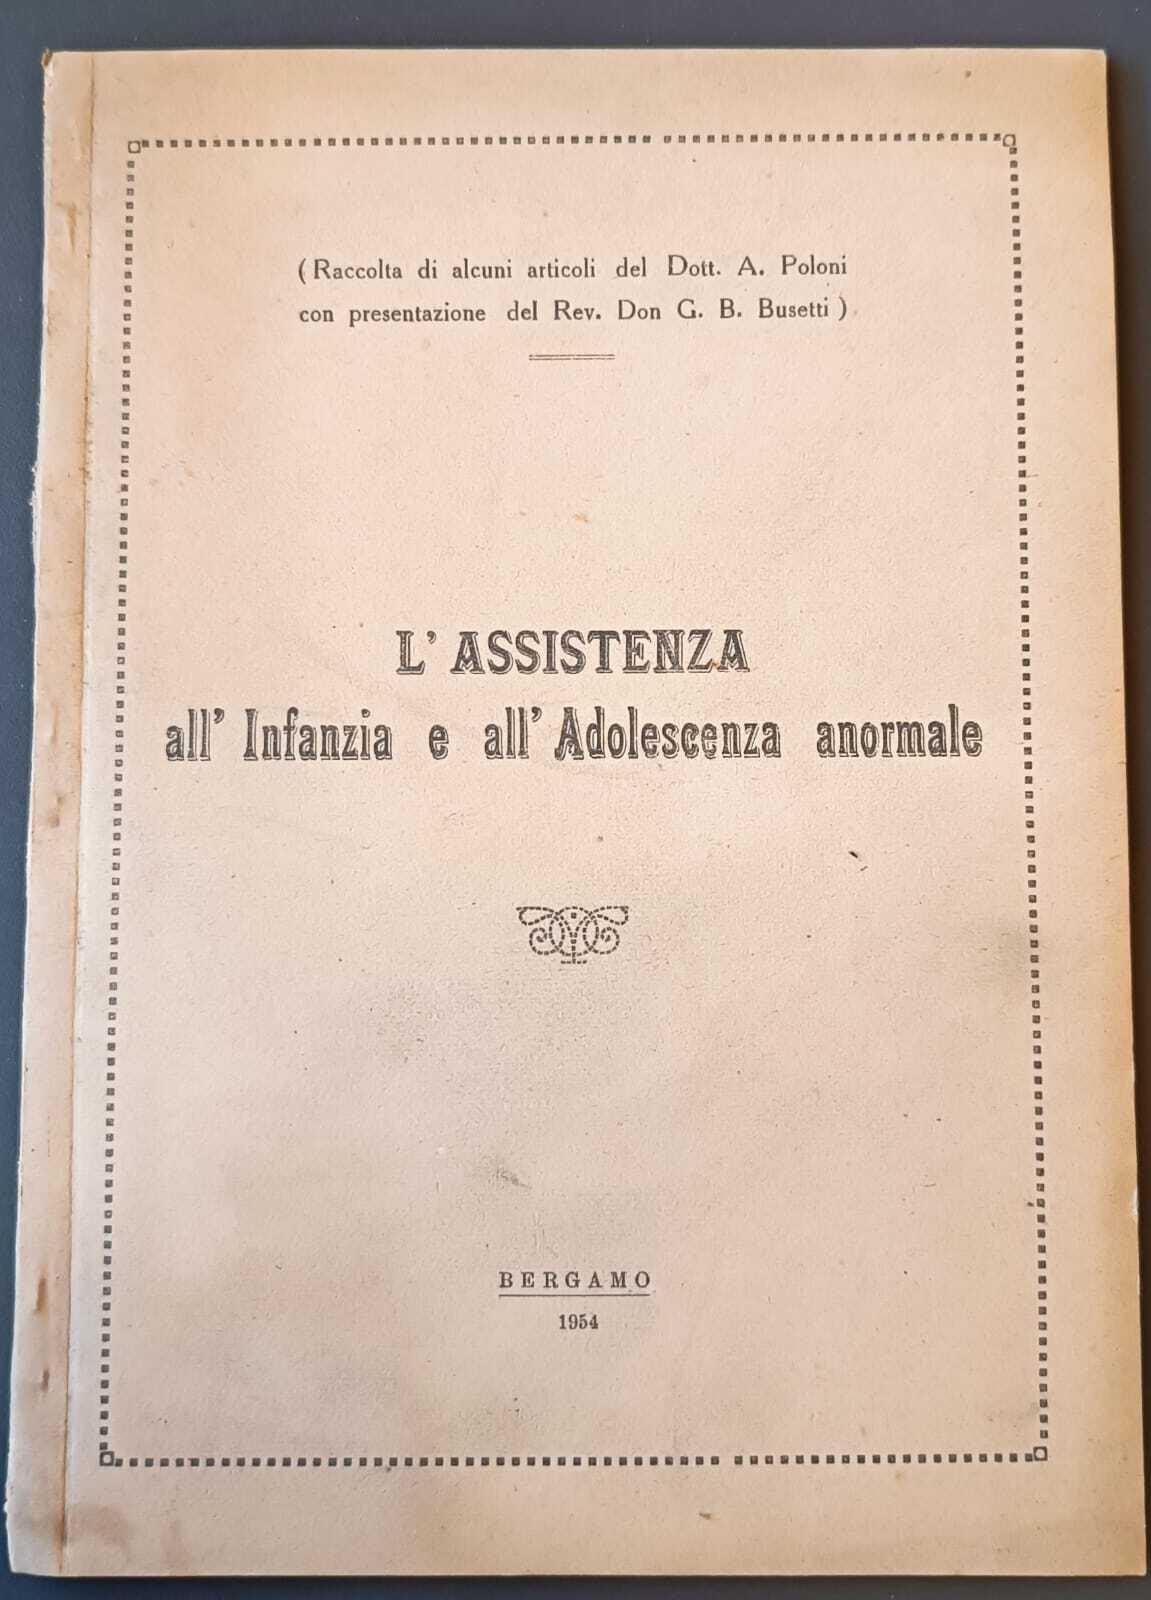 ( Raccolta di alcuni articoli del Dott. A. Poloni
con presentazione del Rev. Don G. B. Busetti )
L' ASSISTENZA
all' Infanzia e all' Adolescenza anormale
BERGAMO
1954